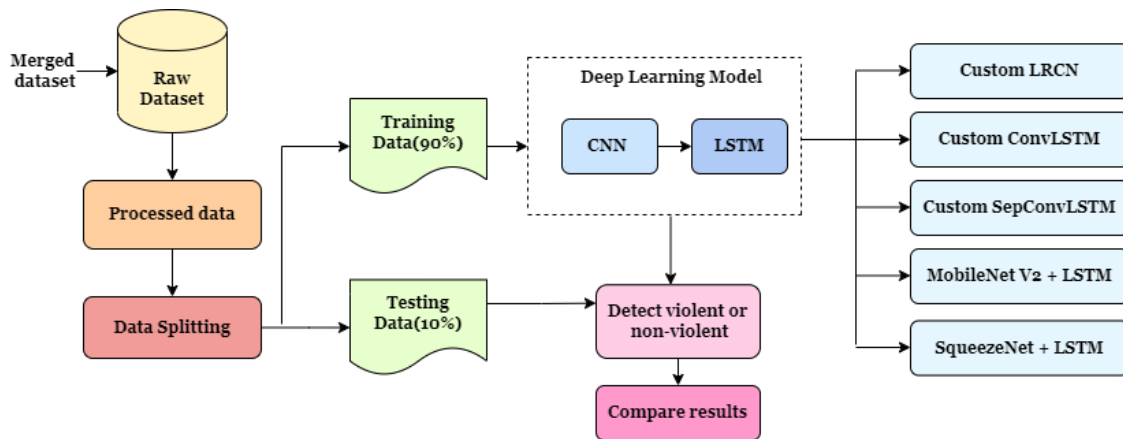 Merged
dataset
Raw
Dataset
Processed data
Data Splitting
Training
Data(90%)
Testing
Data(10%)
Deep Learning Model
CNN
LSTM
Detect violent or
non-violent
Compare results
Custom LRCN
Custom ConvLSTM
Custom SepConvLSTM
MobileNet V2 + LSTM
SqueezeNet + LSTM